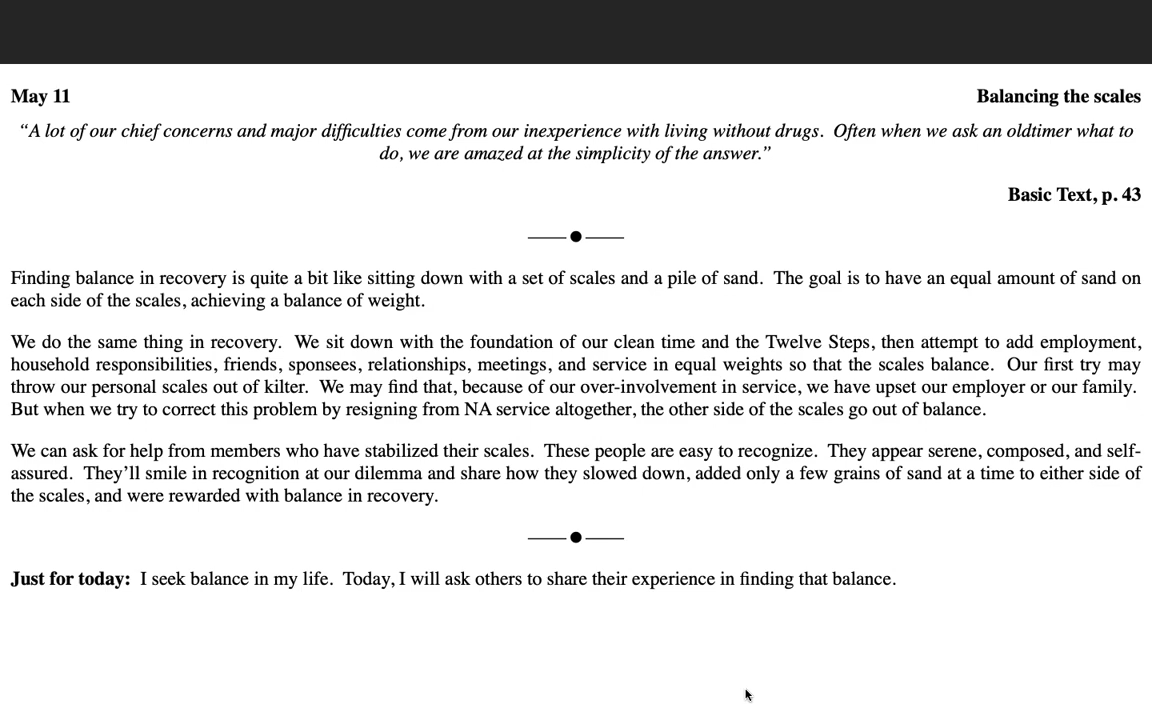 May 11 Balancing the scales
“A lot of our chief concerns and major difficulties come from our inexperience with living without drugs. Often when we ask an oldtimer what to
do, we are amazed at the simplicity of the answer.”
Basic Text, p. 43
Finding balance in recovery is quite a bit like sitting down with a set of scales and a pile of sand. The goal is to have an equal amount of sand on
each side of the scales, achieving a balance of weight.
We do the same thing in recovery. We sit down with the foundation of our clean time and the Twelve Steps, then attempt to add employment,
household responsibilities, friends, sponsees, relationships, meetings, and service in equal weights so that the scales balance. Our first try may
throw our personal scales out of kilter. We may find that, because of our over-involvement in service, we have upset our employer or our family.
But when we try to correct this problem by resigning from NA service altogether, the other side of the scales go out of balance.
We can ask for help from members who have stabilized their scales. These people are easy to recognize. They appear serene, composed, and self-
assured. They’ll smile in recognition at our dilemma and share how they slowed down, added only a few grains of sand at a time to either side of
the scales, and were rewarded with balance in recovery.
Just for today: I seek balance in my life. Today, I will ask others to share their experience in finding that balance.